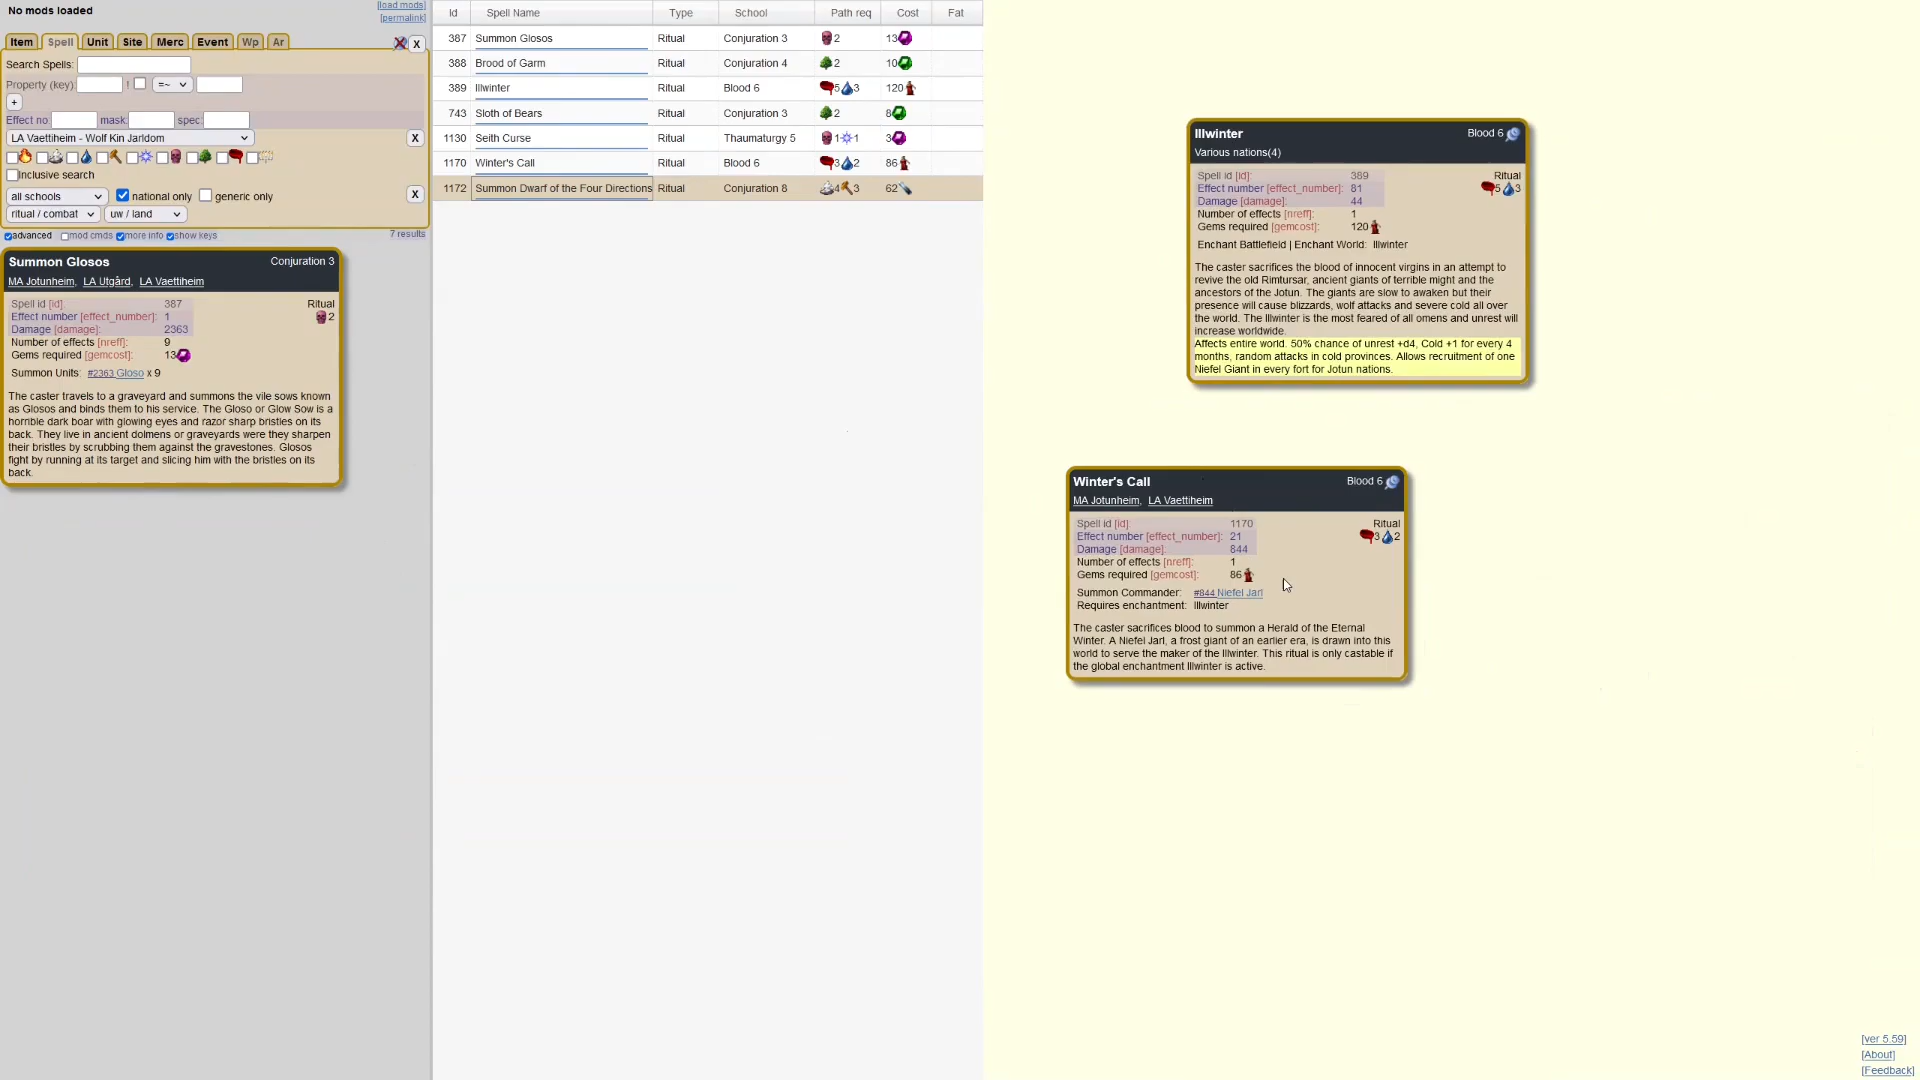 No mods loaded
[load mods]
[permalink]
Item Spell Unit Site Merc Event Wp Ar X
Search Spells:
Property (key): ! =~
+
Effect no: mask: spec:
LA Vaettiheim - Wolf Kin Jarldom X
Inclusive search
all schools national only generic only X
ritual / combat uw / land
advanced mod cmds more info show keys 7 results
Summon Glosos Conjuration 3
MA Jotunheim, LA Utgård, LA Vaettiheim
Spell id [id]: 387 Ritual
Effect number [effect_number]: 1 2
Damage [damage]: 2363
Number of effects [nreff]: 9
Gems required [gemcost]: 13
Summon Units: #2363 Gloso x 9
The caster travels to a graveyard and summons the vile sows known
as Glosos and binds them to his service. The Gloso or Glow Sow is a
horrible dark boar with glowing eyes and razor sharp bristles on its
back. They live in ancient dolmens or graveyards were they sharpen
their bristles by scrubbing them against the gravestones. Glosos
fight by running at its target and slicing him with the bristles on its
back.
Id Spell Name Type School Path req Cost Fat
387 Summon Glosos Ritual Conjuration 3 2 13
388 Brood of Garm Ritual Conjuration 4 2 10
389 Illwinter Ritual Blood 6 5 3 120
743 Sloth of Bears Ritual Conjuration 3 2 8
1130 Seith Curse Ritual Thaumaturgy 5 1 1 3
1170 Winter's Call Ritual Blood 6 3 2 86
1172 Summon Dwarf of the Four Directions Ritual Conjuration 8 4 3 62
Illwinter Blood 6
Various nations(4)
Spell id [id]: 389 Ritual
Effect number [effect_number]: 81 5 3
Damage [damage]: 44
Number of effects [nreff]: 1
Gems required [gemcost]: 120
Enchant Battlefield | Enchant World: Illwinter
The caster sacrifices the blood of innocent virgins in an attempt to
revive the old Rimtursar, ancient giants of terrible might and the
ancestors of the Jotun. The giants are slow to awaken but their
presence will cause blizzards, wolf attacks and severe cold all over
the world. The Illwinter is the most feared of all omens and unrest will
increase worldwide.
Affects entire world. 50% chance of unrest +d4, Cold +1 for every 4
months, random attacks in cold provinces. Allows recruitment of one
Niefel Giant in every fort for Jotun nations.
Winter's Call Blood 6
MA Jotunheim, LA Vaettiheim
Spell id [id]: 1170 Ritual
Effect number [effect_number]: 21 3 2
Damage [damage]: 844
Number of effects [nreff]: 1
Gems required [gemcost]: 86
Summon Commander: #844 Niefel Jarl
Requires enchantment: Illwinter
The caster sacrifices blood to summon a Herald of the Eternal
Winter. A Niefel Jarl, a frost giant of an earlier era, is drawn into this
world to serve the maker of the Illwinter. This ritual is only castable if
the global enchantment Illwinter is active.
[ver 5.59]
[About]
[Feedback]